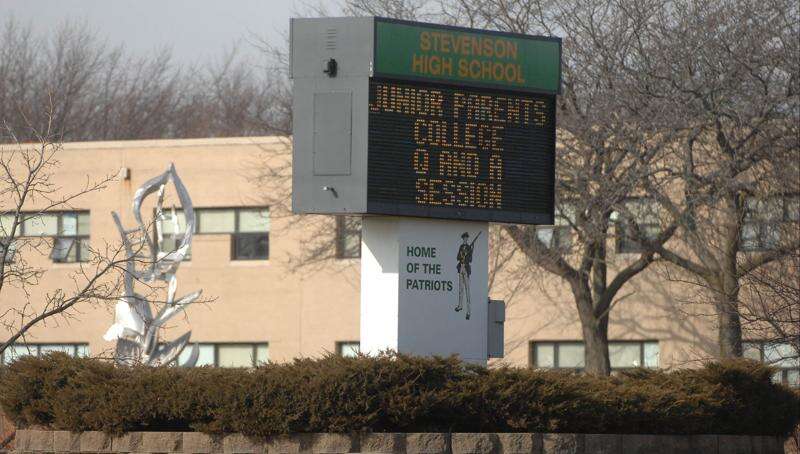 STEVENSON
HIGH SCHOOL
JUNIOR PARENTS
COLLEGE
Q AND A
SESSION
HOME
OF THE
PATRIOTS